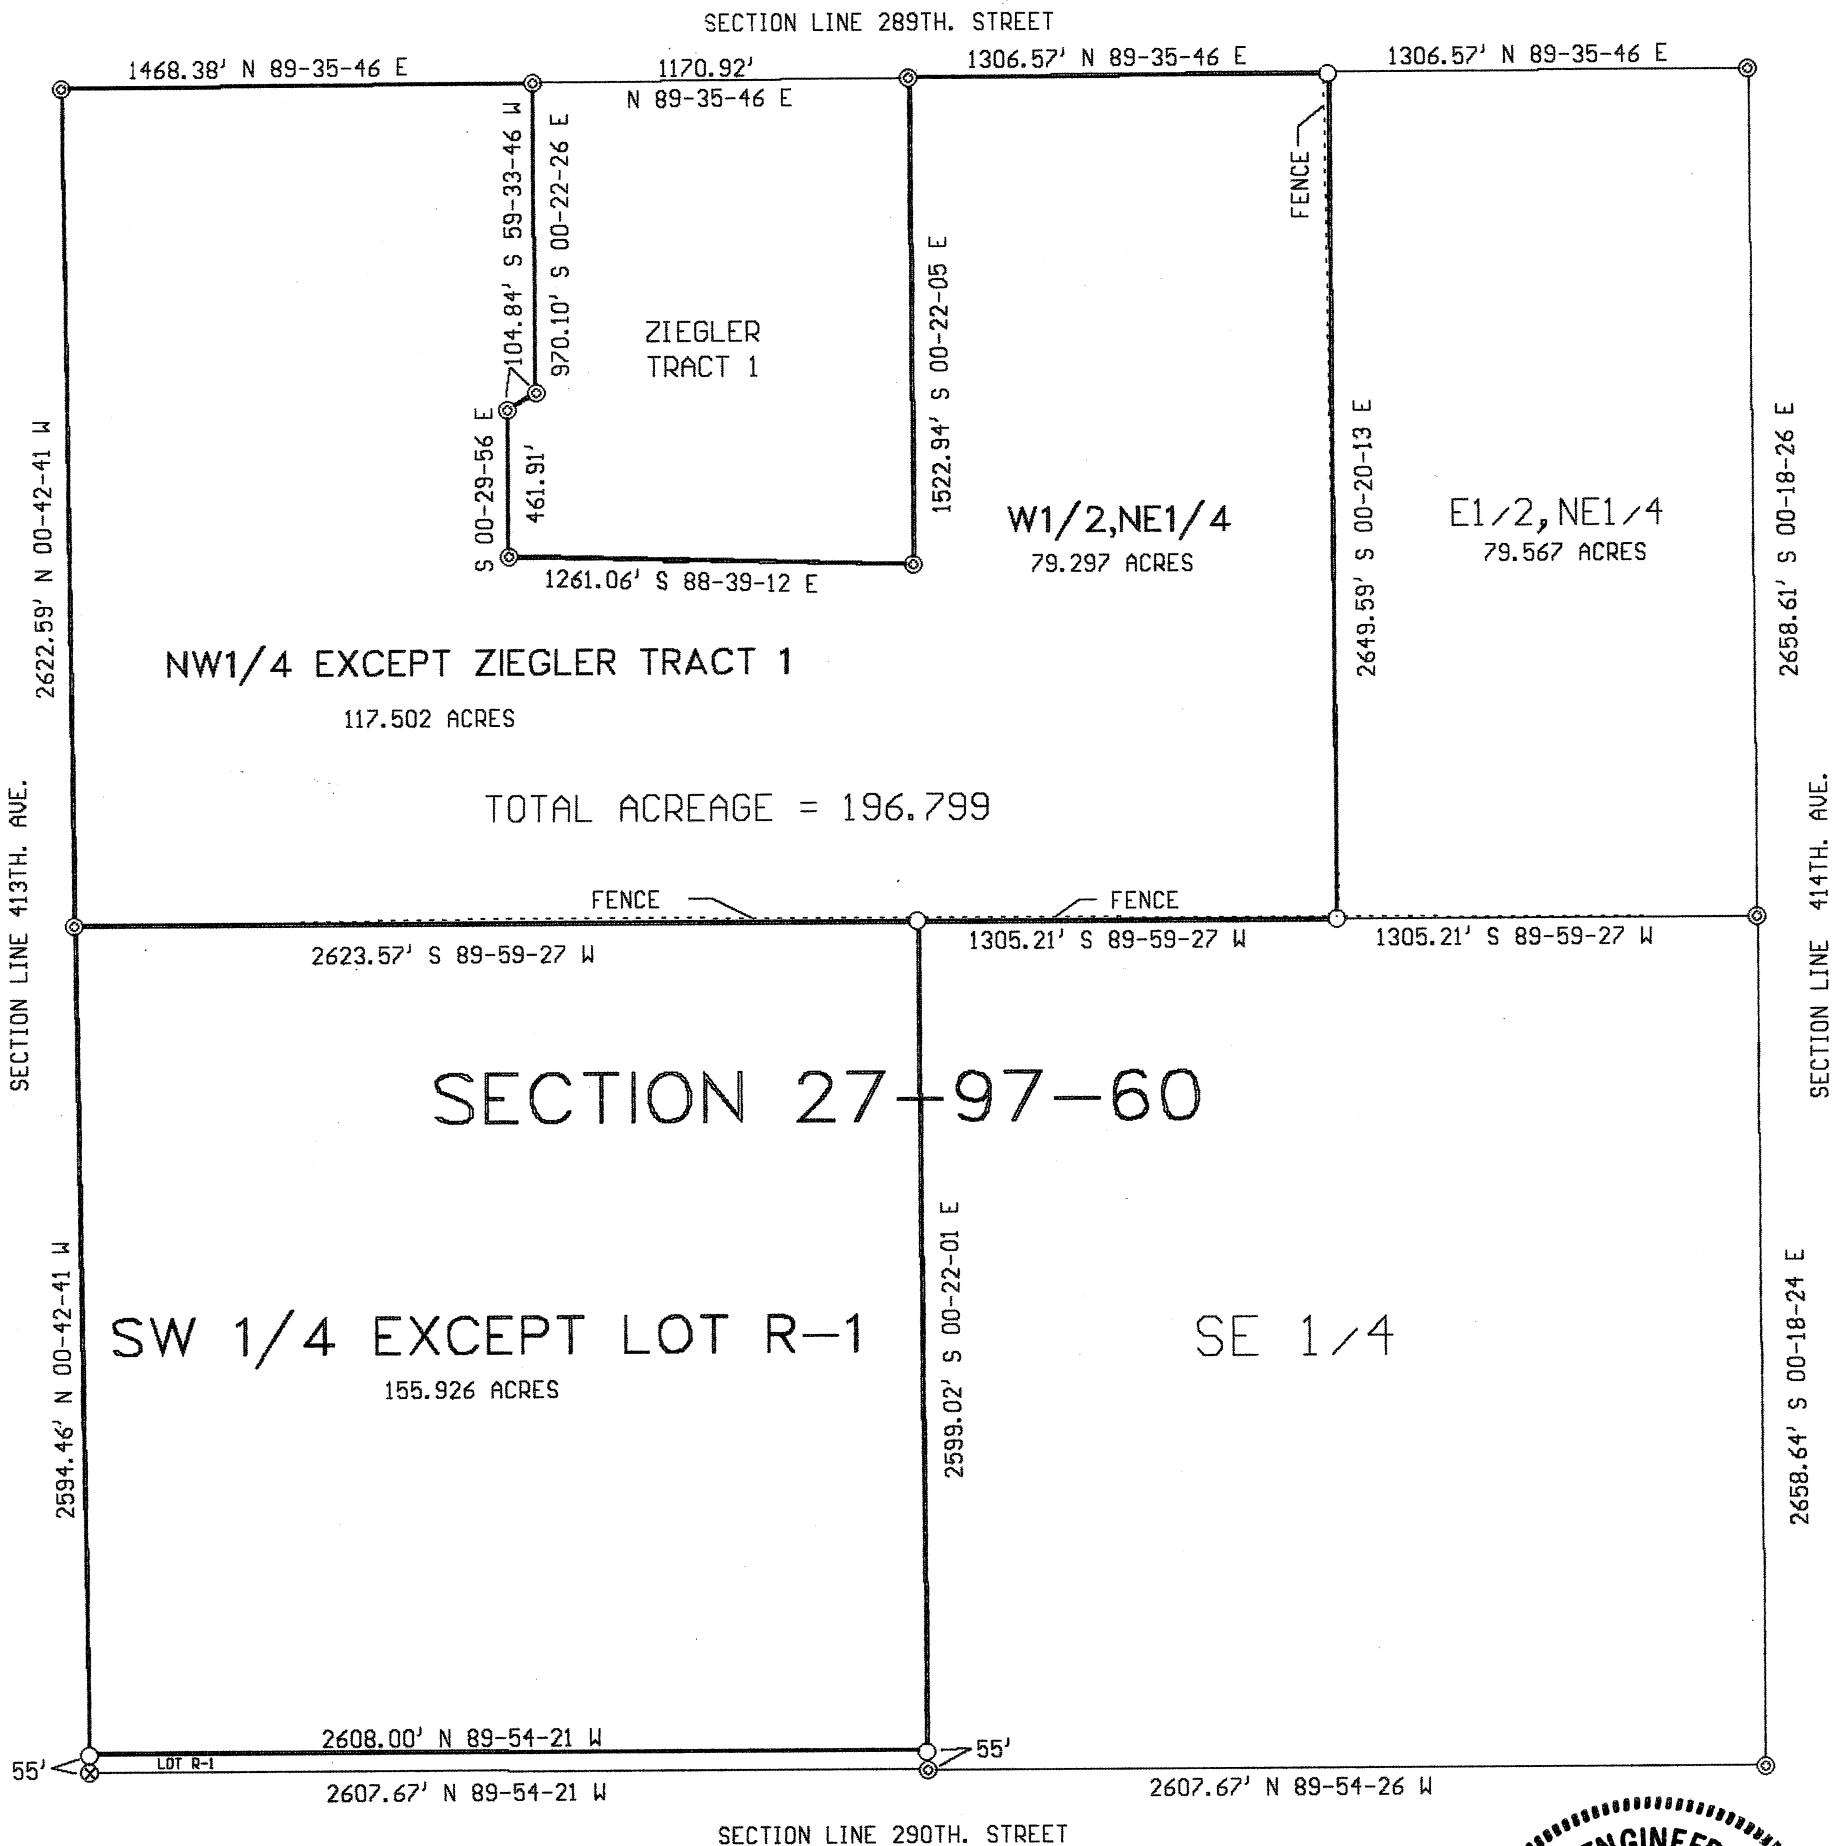 SECTION LINE 289TH. STREET
1468.38' N 89-35-46 E
1170.92'
N 89-35-46 E
1306.57' N 89-35-46 E
1306.57' N 89-35-46 E
104.84' S 59-33-46 W
970.10' S 00-22-26 E
FENCE
ZIEGLER
TRACT 1
1522.94' S 00-22-05 E
S 00-29-56 E
461.91'
1261.06' S 88-39-12 E
2622.59' N 00-42-41 W
W1/2,NE1/4
79.297 ACRES
2649.59' S 00-20-13 E
E1/2,NE1/4
79.567 ACRES
2658.61' S 00-18-26 E
NW1/4 EXCEPT ZIEGLER TRACT 1
117.502 ACRES
TOTAL ACREAGE = 196.799
SECTION LINE 413TH. AVE.
SECTION LINE 414TH. AVE.
FENCE
FENCE
2623.57' S 89-59-27 W
1305.21' S 89-59-27 W
1305.21' S 89-59-27 W
SECTION 27-97-60
2594.46' N 00-42-41 W
SW 1/4 EXCEPT LOT R-1
155.926 ACRES
2599.02' S 00-22-01 E
SE 1/4
2658.64' S 00-18-24 E
2608.00' N 89-54-21 W
55'
LOT R-1
55'
2607.67' N 89-54-21 W
2607.67' N 89-54-26 W
SECTION LINE 290TH. STREET